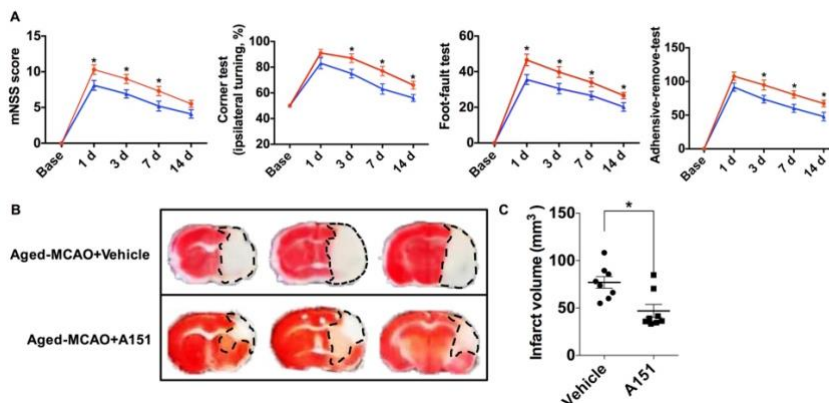 A
mNSS score
15
10
5
0
Base
1 d
3 d
7 d
14 d
*
*
*
Corner test
(ipsilateral turning, %)
100
80
60
40
20
Base
1 d
3 d
7 d
14 d
*
*
*
Foot-fault test
60
40
20
0
Base
1 d
3 d
7 d
14 d
*
*
*
*
Adhensive-remove-test
150
100
50
0
Base
1 d
3 d
7 d
14 d
*
*
*
B
Aged-MCAO+Vehicle
Aged-MCAO+A151
C
Infarct volume (mm³)
150
100
50
0
*
Vehicle
A151